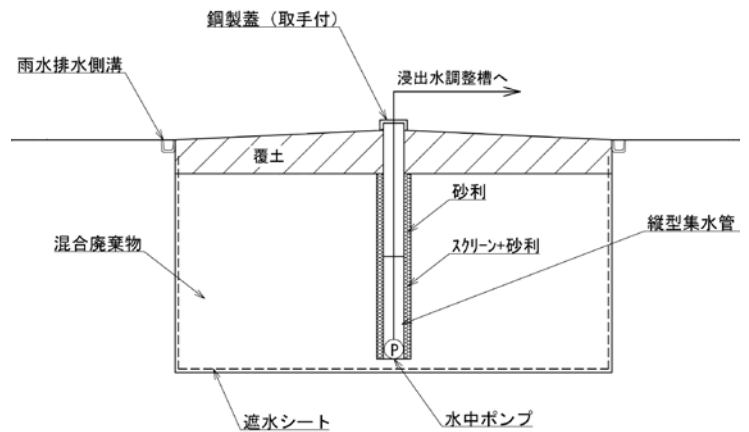 鋼製蓋（取手付）
雨水排水側溝
浸出水調整槽へ
覆土
砂利
縦型集水管
混合廃棄物
ｽｸﾘｰﾝ+砂利
P
遮水シート
水中ポンプ